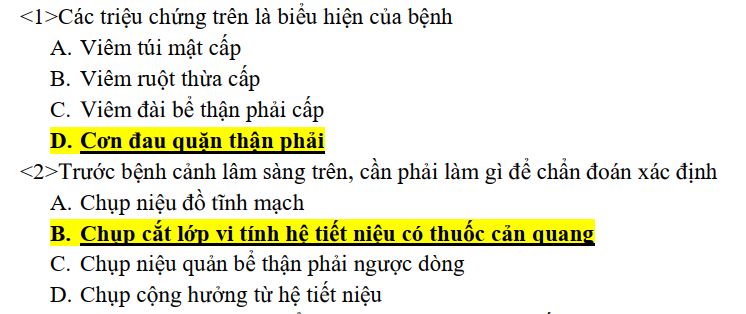 <1>Các triệu chứng trên là biểu hiện của bệnh
A. Viêm túi mật cấp
B. Viêm ruột thừa cấp
C. Viêm đài bể thận phải cấp
D. Cơn đau quặn thận phải
<2>Trước bệnh cảnh lâm sàng trên, cần phải làm gì để chẩn đoán xác định
A. Chụp niệu đồ tĩnh mạch
B. Chụp cắt lớp vi tính hệ tiết niệu có thuốc cản quang
C. Chụp niệu quản bể thận phải ngược dòng
D. Chụp cộng hưởng từ hệ tiết niệu